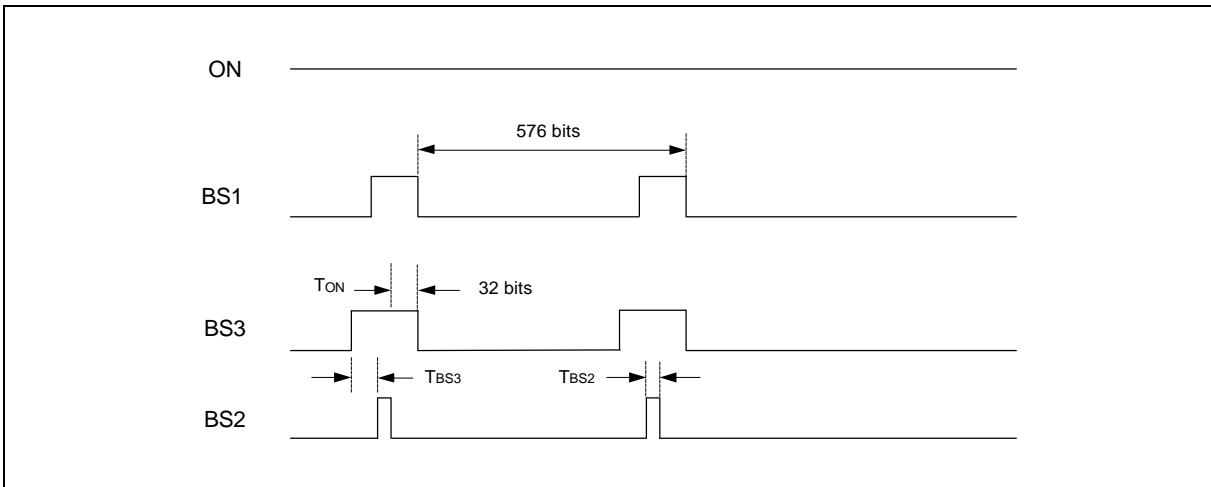 ON
576 bits
BS1
TON
32 bits
BS3
TBS3
TBS2
BS2